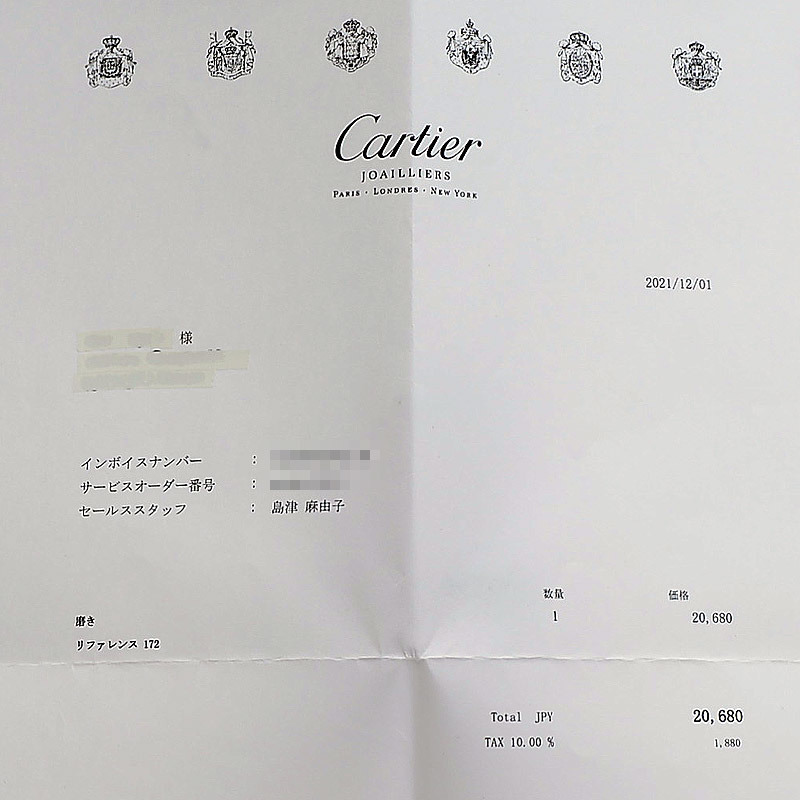 Cartier
JOAILLIERS
PARIS · LONDRES · NEW YORK
2021/12/01
様
インボイスナンバー :
サービスオーダー番号 :
セールススタッフ : 島津 麻由子
数量 価格
磨き 1 20,680
リファレンス 172
Total JPY 20,680
TAX 10.00 % 1,880